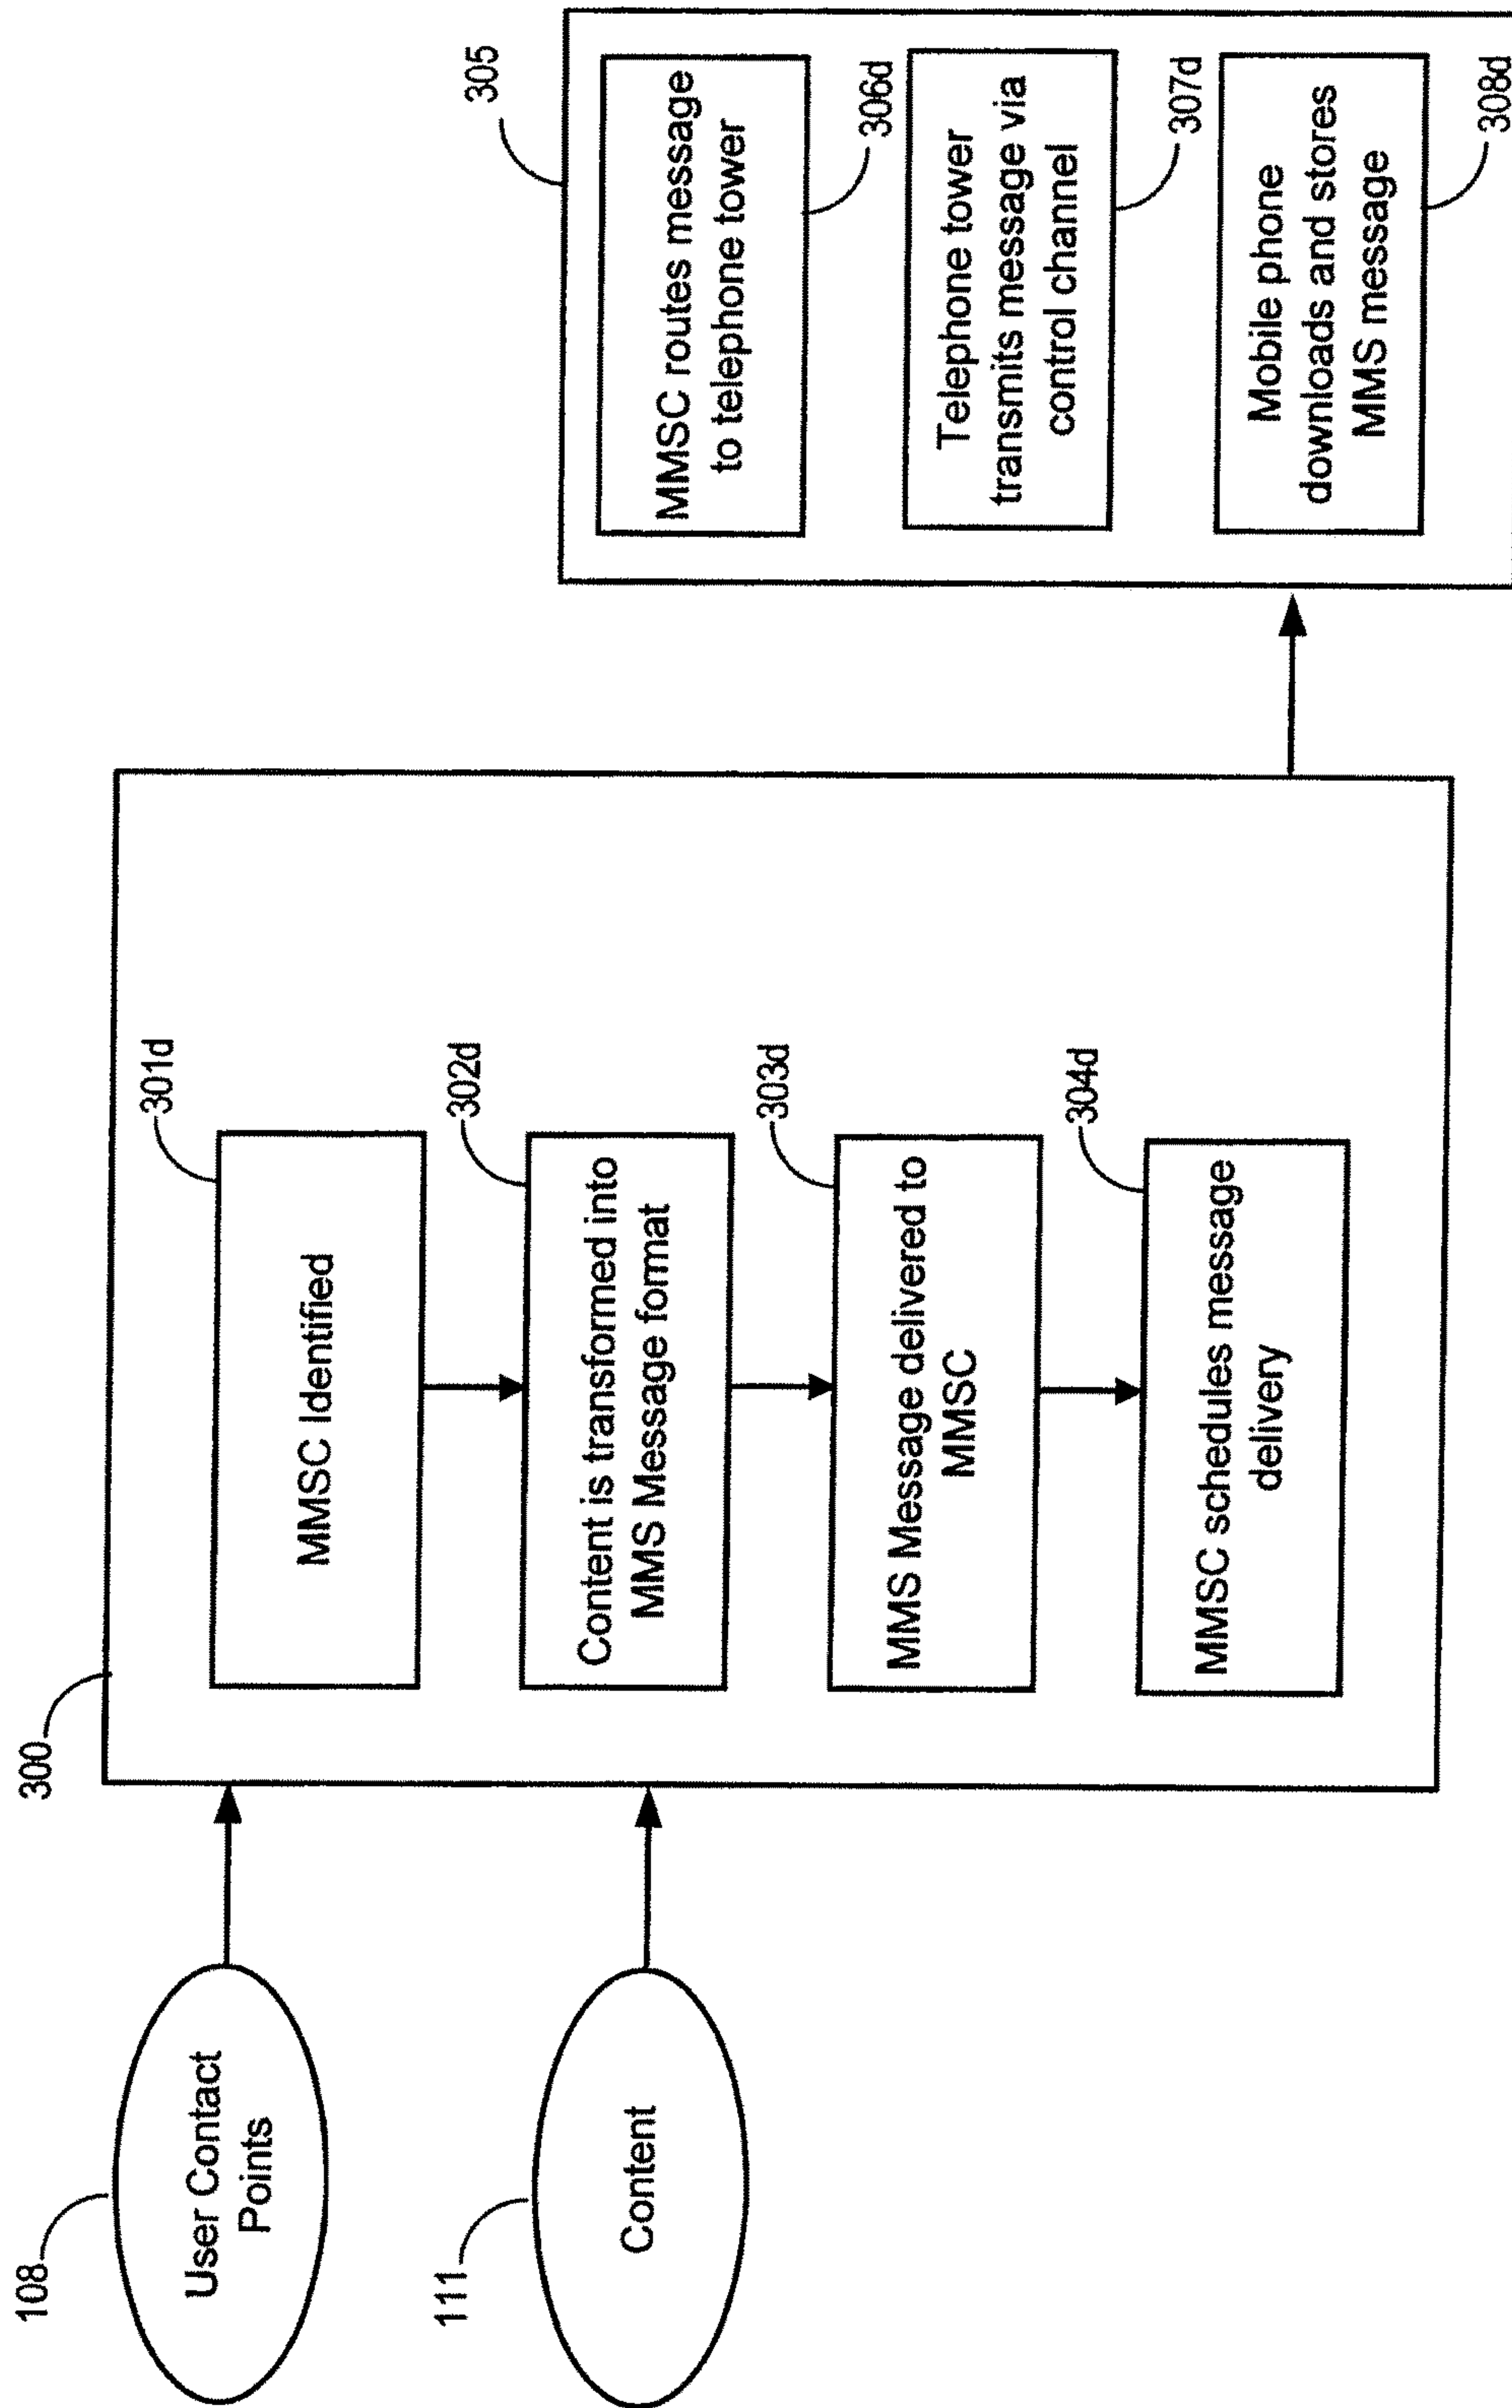 108
User Contact
Points
111
Content
300
301d
MMSC Identified
302d
Content is transformed into
MMS Message format
303d
MMS Message delivered to
MMSC
304d
MMSC schedules message
delivery
305
MMSC routes message
to telephone tower
306d
Telephone tower
transmits message via
control channel
307d
Mobile phone
downloads and stores
MMS message
308d